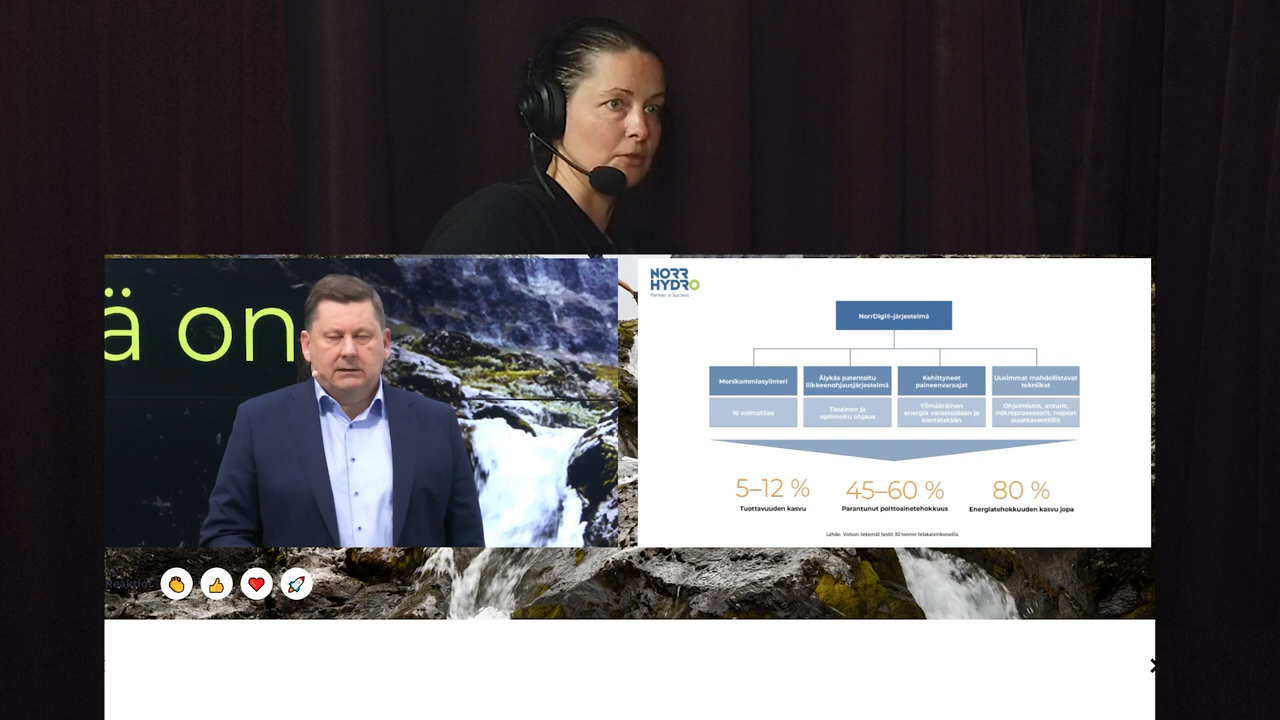 ä on
NORR
HYDRO
Partner in Success
NorrDigi®-järjestelmä
Monikammiosylinteri
Älykäs patentoitu
liikkeenohjausjärjestelmä
Kehittyneet
paineenvaraajat
Uusimmat mahdollistavat
tekniikat
16 voimatilaa
Tasainen ja
optimoitu ohjaus
Ylimääräinen
energia varastoidaan ja
kierrätetään
Ohjelmistot, anturit,
mikroprosessorit, nopeat
suuntaventtiilit
5–12 %
45–60 %
80 %
Tuottavuuden kasvu
Parantunut polttoainetehokkuus
Energiatehokkuuden kasvu jopa
Lähde: Volvon tekemät testit 30 tonnin telakaivinkoneilla.